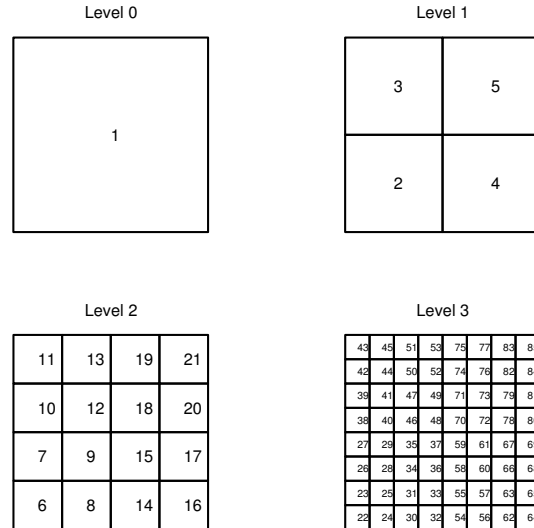 Level 0
1
Level 1
3 5
2 4
Level 2
11 13 19 21
10 12 18 20
7 9 15 17
6 8 14 16
Level 3
43 45 51 53 75 77 83
42 44 50 52 74 76 82
39 41 47 49 71 73 79
38 40 46 48 70 72 78
27 29 35 37 59 61 67
26 28 34 36 58 60 66
23 25 31 33 55 57 63
22 24 30 32 54 56 62